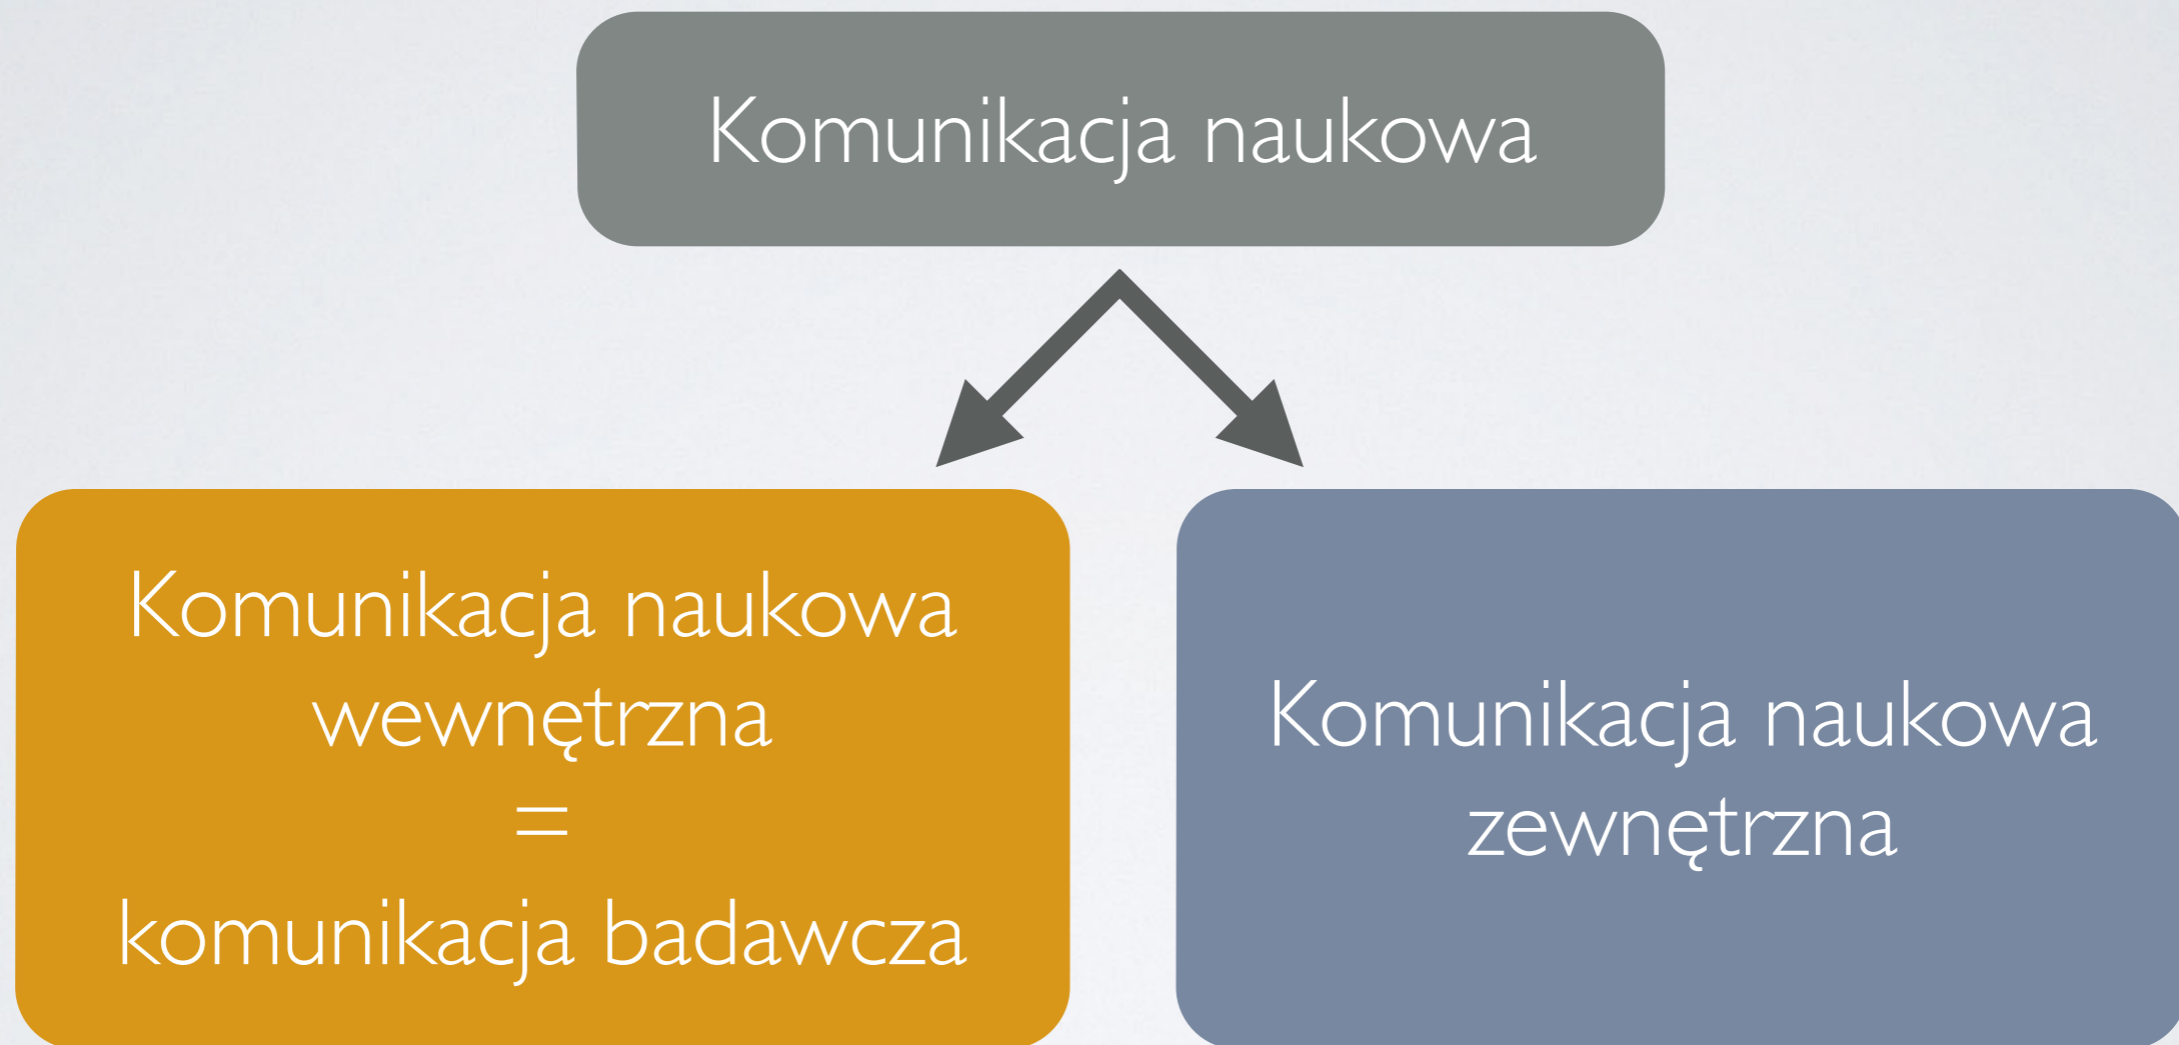 Komunikacja naukowa
Komunikacja naukowa
wewnętrzna
=
komunikacja badawcza
Komunikacja naukowa
zewnętrzna